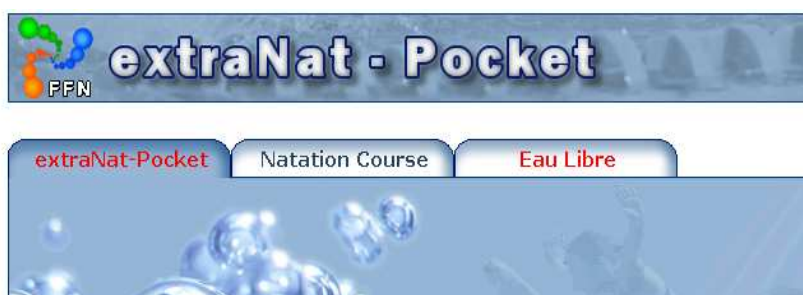 extraNat - Pocket
FFN
extraNat-Pocket Natation Course Eau Libre